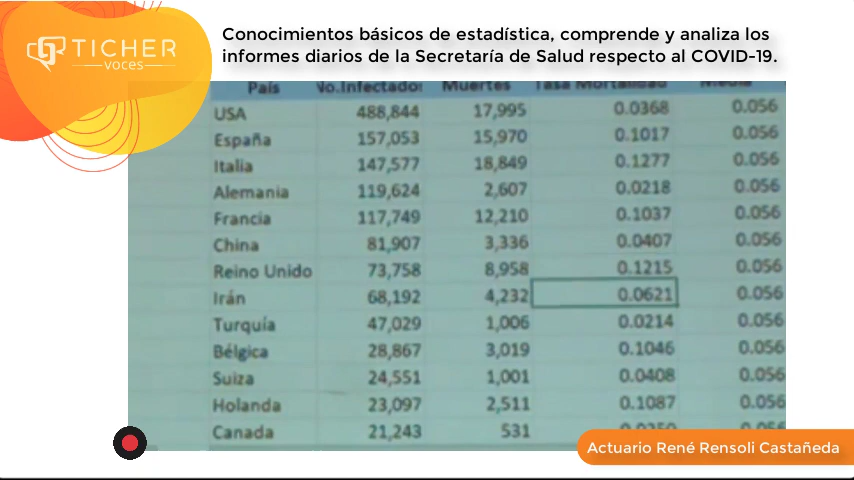 Conocimientos básicos de estadística, comprende y analiza los
informes diarios de la Secretaría de Salud respecto al COVID-19.
TICHER
voces
País No.Infectados Muertes Tasa Mortalidad Media
USA 488,844 17,995 0.0368 0.056
España 157,053 15,970 0.1017 0.056
Italia 147,577 18,849 0.1277 0.056
Alemania 119,624 2,607 0.0218 0.056
Francia 117,749 12,210 0.1037 0.056
China 81,907 3,336 0.0407 0.056
Reino Unido 73,758 8,958 0.1215 0.056
Irán 68,192 4,232 0.0621 0.056
Turquía 47,029 1,006 0.0214 0.056
Bélgica 28,867 3,019 0.1046 0.056
Suiza 24,551 1,001 0.0408 0.056
Holanda 23,097 2,511 0.1087 0.056
Canada 21,243 531
Actuario René Rensoli Castañeda